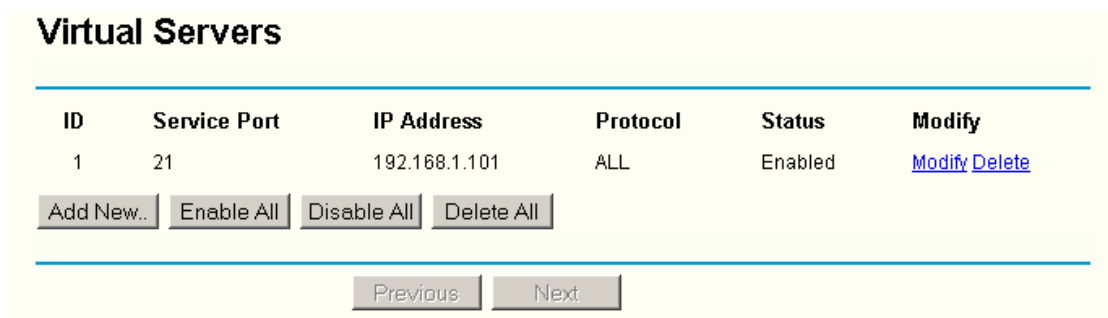 Virtual Servers
ID Service Port IP Address Protocol Status Modify
1 21 192.168.1.101 ALL Enabled Modify Delete
Add New.. Enable All Disable All Delete All
Previous Next